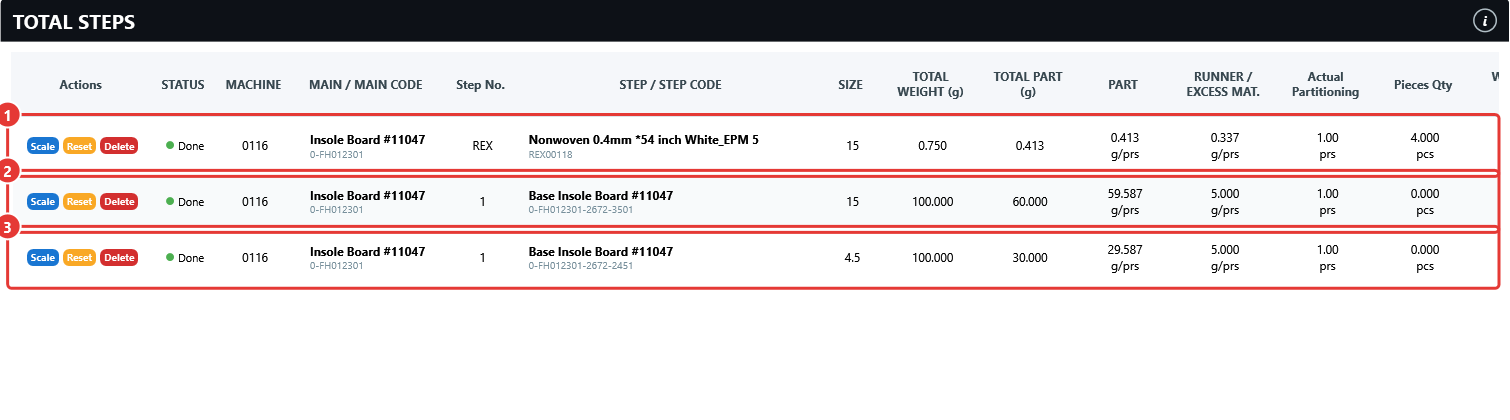 TOTAL STEPS i
Actions STATUS MACHINE MAIN / MAIN CODE Step No. STEP / STEP CODE SIZE TOTAL WEIGHT (g) TOTAL PART (g) PART RUNNER / EXCESS MAT. Actual Partitioning Pieces Qty
1
Scale Reset Delete Done 0116 Insole Board #11047 REX Nonwoven 0.4mm *54 inch White_EPM 5 15 0.750 0.413 0.413 0.337 1.00 4.000
0-FH012301 REX00118 g/prs g/prs prs pcs
2
Scale Reset Delete Done 0116 Insole Board #11047 1 Base Insole Board #11047 15 100.000 60.000 59.587 5.000 1.00 0.000
0-FH012301 0-FH012301-2672-3501 g/prs g/prs prs pcs
3
Scale Reset Delete Done 0116 Insole Board #11047 1 Base Insole Board #11047 4.5 100.000 30.000 29.587 5.000 1.00 0.000
0-FH012301 0-FH012301-2672-2451 g/prs g/prs prs pcs